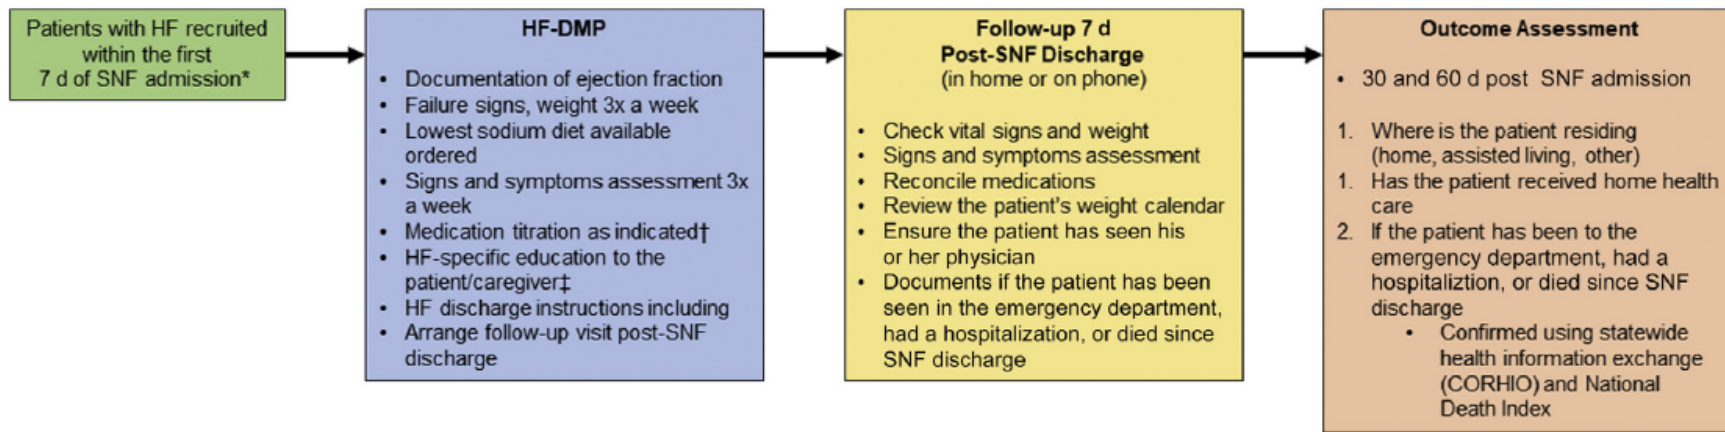 Patients with HF recruited
within the first
7 d of SNF admission*
HF-DMP
• Documentation of ejection fraction
• Failure signs, weight 3x a week
• Lowest sodium diet available
ordered
• Signs and symptoms assessment 3x
a week
• Medication titration as indicated†
• HF-specific education to the
patient/caregiver‡
• HF discharge instructions including
• Arrange follow-up visit post-SNF
discharge
Follow-up 7 d
Post-SNF Discharge
(in home or on phone)
• Check vital signs and weight
• Signs and symptoms assessment
• Reconcile medications
• Review the patient's weight calendar
• Ensure the patient has seen his
or her physician
• Documents if the patient has been
seen in the emergency department,
had a hospitalization, or died since
SNF discharge
Outcome Assessment
• 30 and 60 d post SNF admission
1. Where is the patient residing
(home, assisted living, other)
1. Has the patient received home health
care
2. If the patient has been to the
emergency department, had a
hospitaliztion, or died since SNF
discharge
• Confirmed using statewide
health information exchange
(CORHIO) and National
Death Index